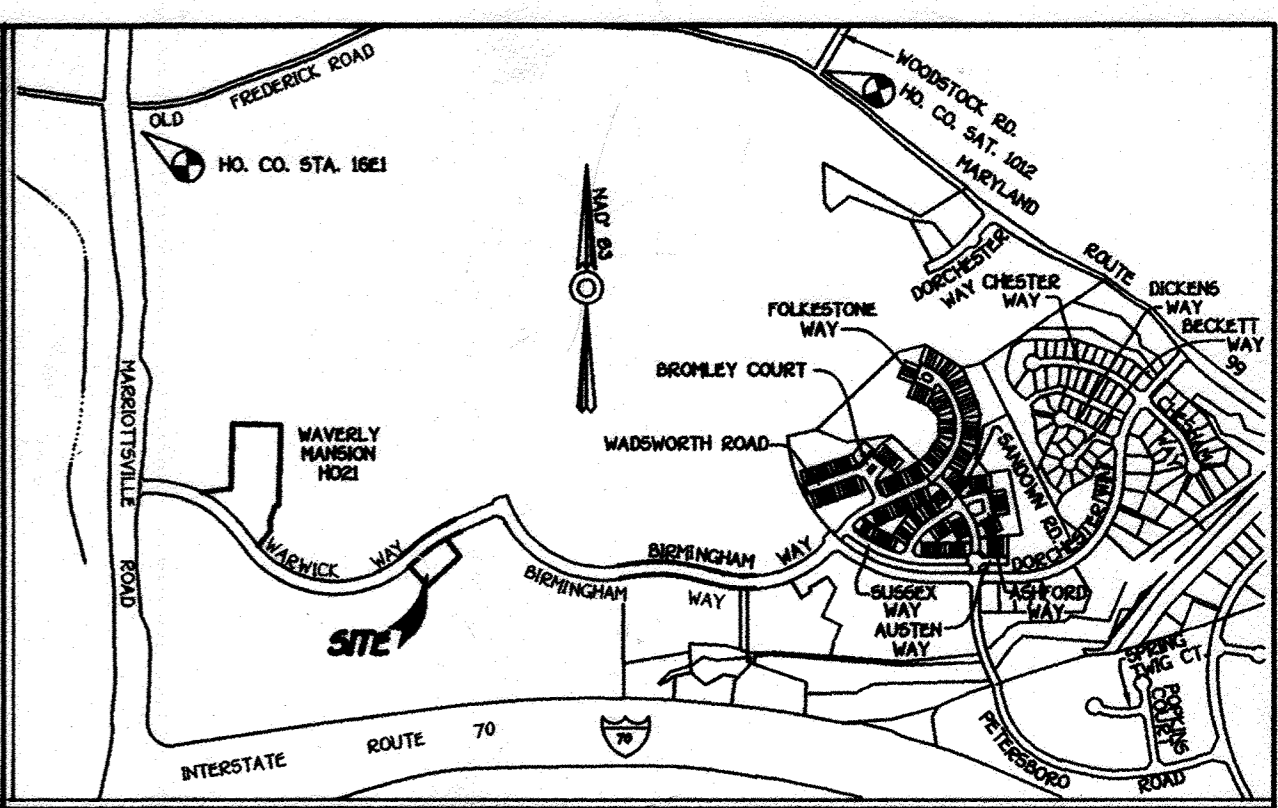 OLD FREDERICK ROAD
HO. CO. STA. 16E1
WOODSTOCK RD.
HO. CO. SAT. 1012
MARYLAND ROUTE 99
NAD' 83
DORCHESTER
WAY
CHESTER
WAY
DICKENS
WAY
BECKETT
WAY
FOLKESTONE
WAY
BROMLEY COURT
WADSWORTH ROAD
SANDOWN RD.
CHESHAM
WAY
DORCHESTER WAY
MARRIOTTSVILLE ROAD
WAVERLY
MANSION
HO21
WARWICK WAY
BIRMINGHAM WAY
BIRMINGHAM WAY
SITE
SUSSEX
WAY
AUSTEN
WAY
ASHFORD
WAY
SPRING
TWIG CT.
COURT
PETERSBORO ROAD
INTERSTATE ROUTE 70
70